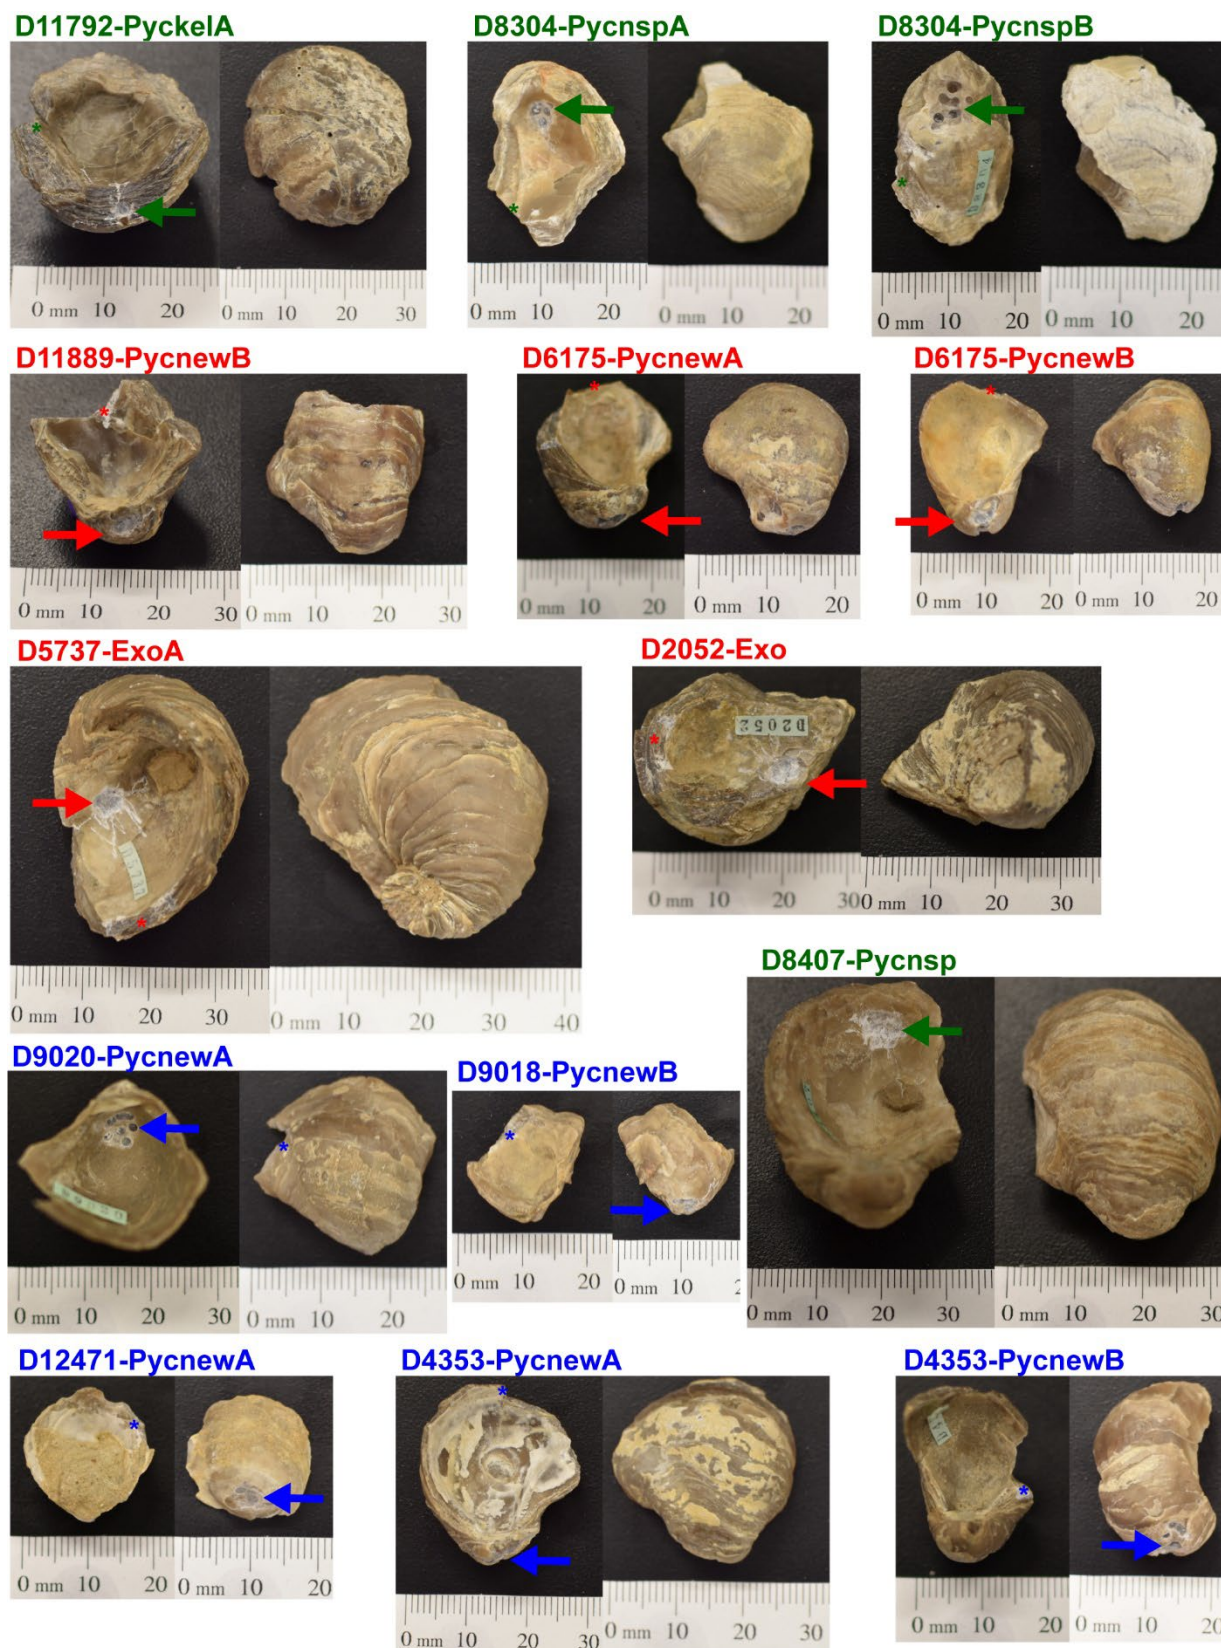 D11792-PyckelA D8304-PycnspA D8304-PycnspB
0 mm 10 20 0 mm 10 20 30 0 mm 10 20 0 mm 10 20 0 mm 10 20 0 mm 10 20
D11889-PycnewB D6175-PycnewA D6175-PycnewB
0 mm 10 20 30 0 mm 10 20 30 0 mm 10 20 0 mm 10 20 0 mm 10 20 0 mm 10 20
D5737-ExoA D2052-Exo
D2052
0 mm 10 20 30 0 mm 10 20 30 40 0 mm 10 20 30 0 mm 10 20 30
D8407-Pycnsp
D9020-PycnewA D9018-PycnewB
0 mm 10 20 30 0 mm 10 20 0 mm 10 20 0 mm 10 0 mm 10 20 30 0 mm 10 20 30
D12471-PycnewA D4353-PycnewA D4353-PycnewB
0 mm 10 20 0 mm 10 20 0 mm 10 20 30 0 mm 10 20 30 0 mm 10 20 0 mm 10 20